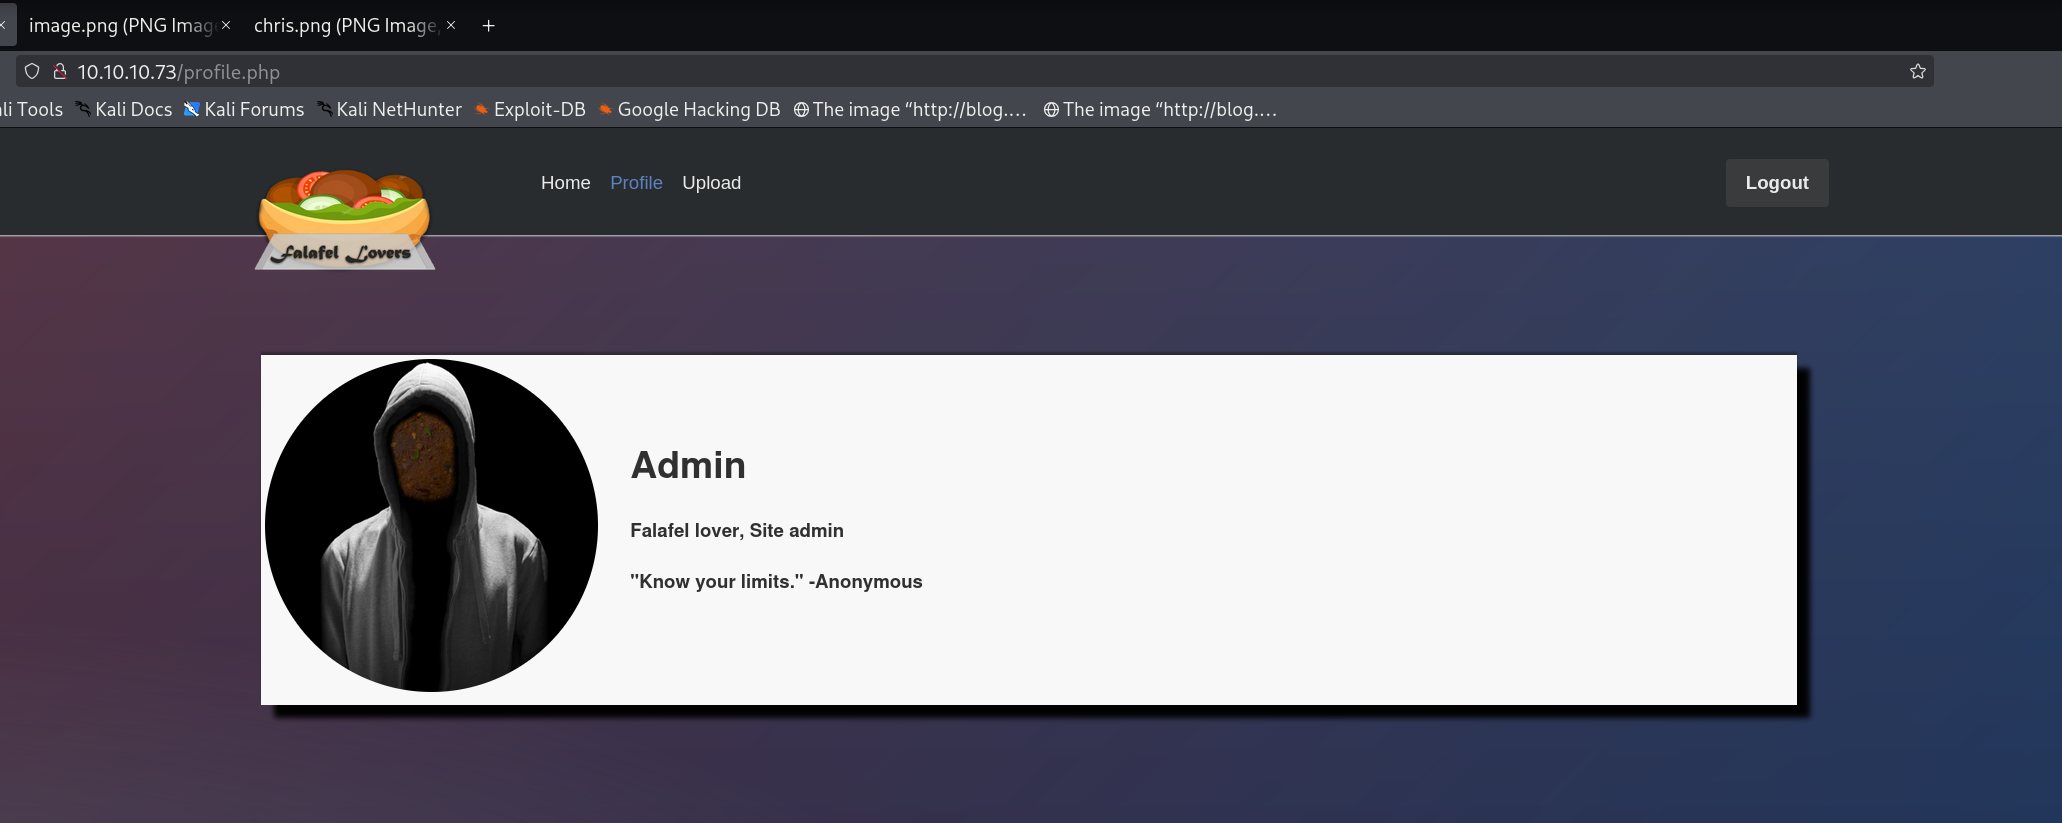 image.png (PNG Imag
chris.png (PNG Image,
10.10.10.73/profile.php
li Tools
Kali Docs
Kali Forums
Kali NetHunter
Exploit-DB
Google Hacking DB
The image “http://blog.…
The image “http://blog.…
Falafel Lovers
Home
Profile
Upload
Logout
Admin
Falafel lover, Site admin
"Know your limits." -Anonymous